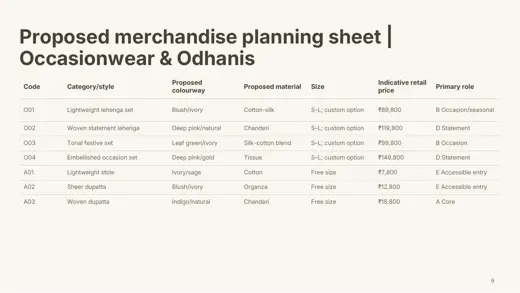 Proposed merchandise planning sheet |
Occasionwear & Odhanis
Code Category/style Proposed colourway Proposed material Size Indicative retail price Primary role
O01 Lightweight lehenga set Blush/ivory Cotton-silk S–L; custom option ₹89,800 B Occasion/seasonal
O02 Woven statement lehenga Deep pink/natural Chanderi S–L; custom option ₹119,800 D Statement
O03 Tonal festive set Leaf green/ivory Silk-cotton blend S–L; custom option ₹99,800 B Occasion
O04 Embellished occasion set Deep pink/gold Tissue S–L; custom option ₹149,800 D Statement
A01 Lightweight stole Ivory/sage Cotton Free size ₹7,800 E Accessible entry
A02 Sheer dupatta Blush/ivory Organza Free size ₹12,800 E Accessible entry
A03 Woven dupatta Indigo/natural Chanderi Free size ₹18,800 A Core
9